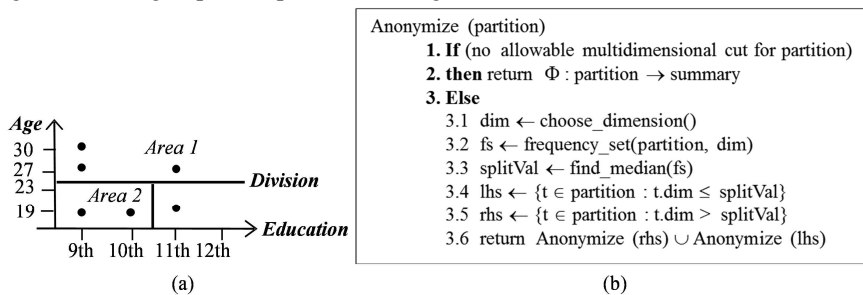 Age
30
27
23
19
Area 1
Division
Area 2
Education
9th 10th 11th 12th
(a)
Anonymize (partition)
1. If (no allowable multidimensional cut for partition)
2. then return Φ : partition → summary
3. Else
3.1 dim ← choose_dimension()
3.2 fs ← frequency_set(partition, dim)
3.3 splitVal ← find_median(fs)
3.4 lhs ← {t ∈ partition : t.dim ≤ splitVal}
3.5 rhs ← {t ∈ partition : t.dim > splitVal}
3.6 return Anonymize (rhs) ∪ Anonymize (lhs)
(b)